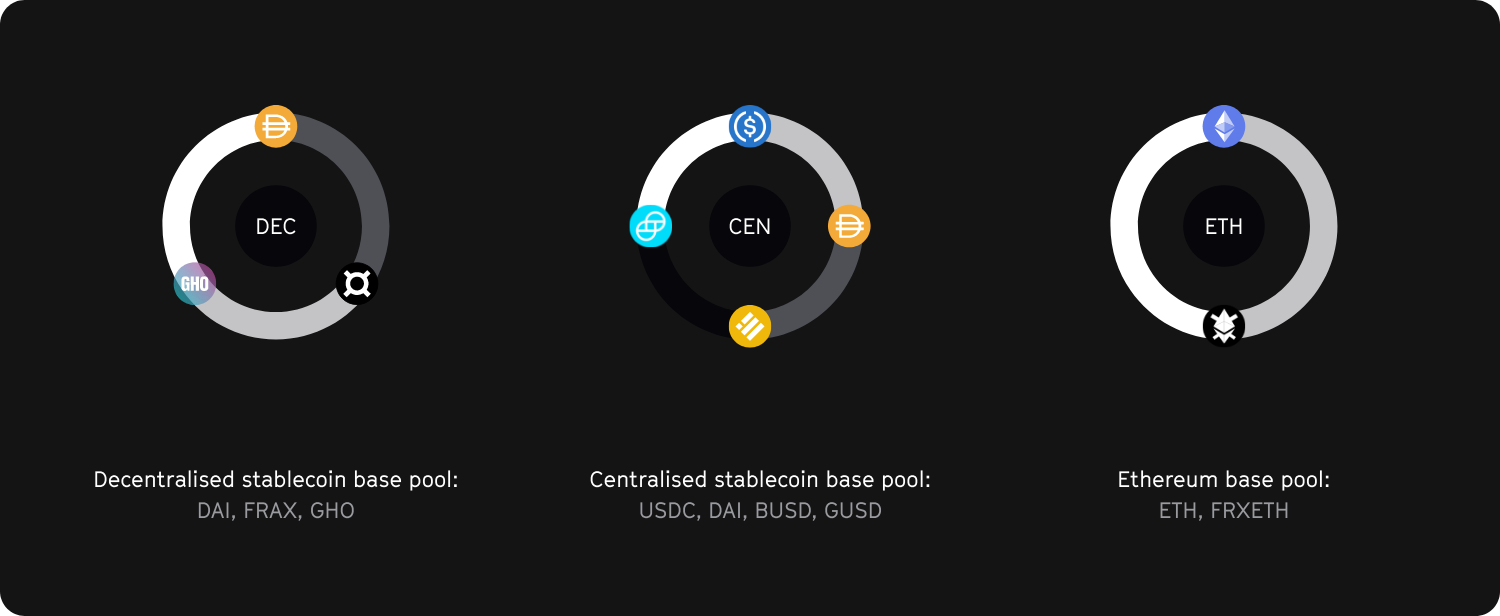 DEC
CEN
ETH
GHO
Decentralised stablecoin base pool:
DAI, FRAX, GHO
Centralised stablecoin base pool:
USDC, DAI, BUSD, GUSD
Ethereum base pool:
ETH, FRXETH